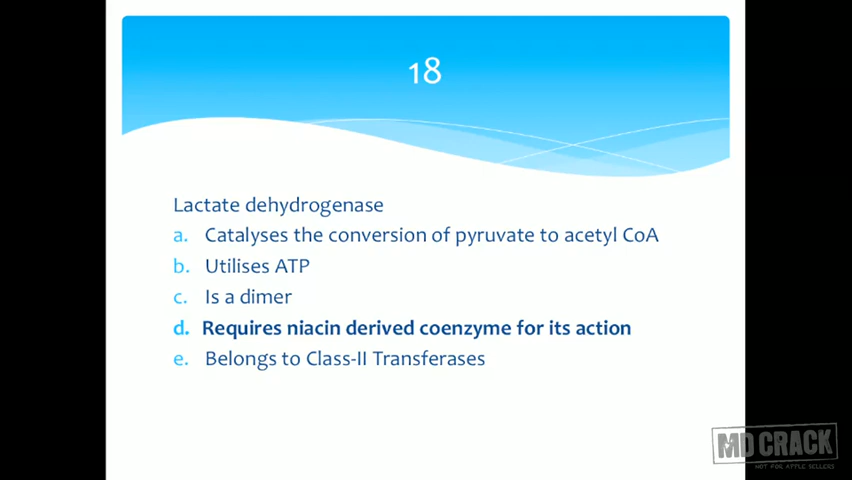 18
Lactate dehydrogenase
a. Catalyses the conversion of pyruvate to acetyl CoA
b. Utilises ATP
c. Is a dimer
d. Requires niacin derived coenzyme for its action
e. Belongs to Class-II Transferases
MD CRACK
NOT FOR APPLE SELLERS